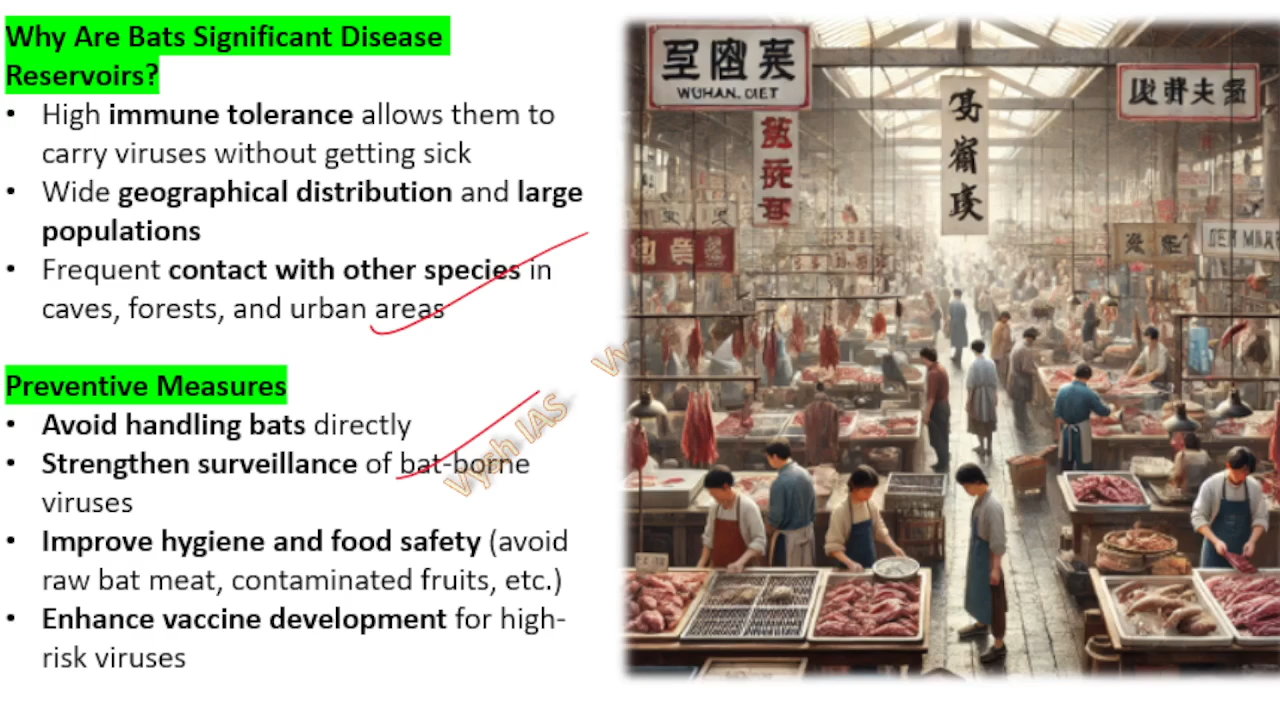 Why Are Bats Significant Disease
Reservoirs?
• High immune tolerance allows them to
carry viruses without getting sick
• Wide geographical distribution and large
populations
• Frequent contact with other species in
caves, forests, and urban areas
Preventive Measures
• Avoid handling bats directly
• Strengthen surveillance of bat-borne
viruses
• Improve hygiene and food safety (avoid
raw bat meat, contaminated fruits, etc.)
• Enhance vaccine development for high-
risk viruses
Vyoh IAS
WUHAN.